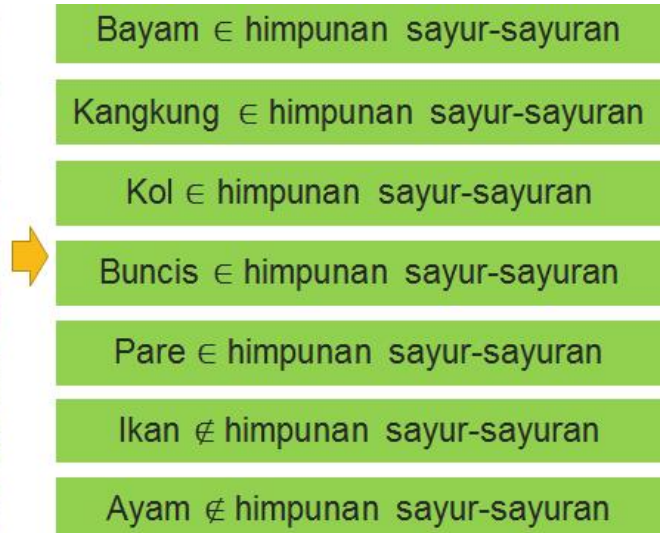 Bayam ∈ himpunan sayur-sayuran
Kangkung ∈ himpunan sayur-sayuran
Kol ∈ himpunan sayur-sayuran
Buncis ∈ himpunan sayur-sayuran
Pare ∈ himpunan sayur-sayuran
Ikan ∉ himpunan sayur-sayuran
Ayam ∉ himpunan sayur-sayuran